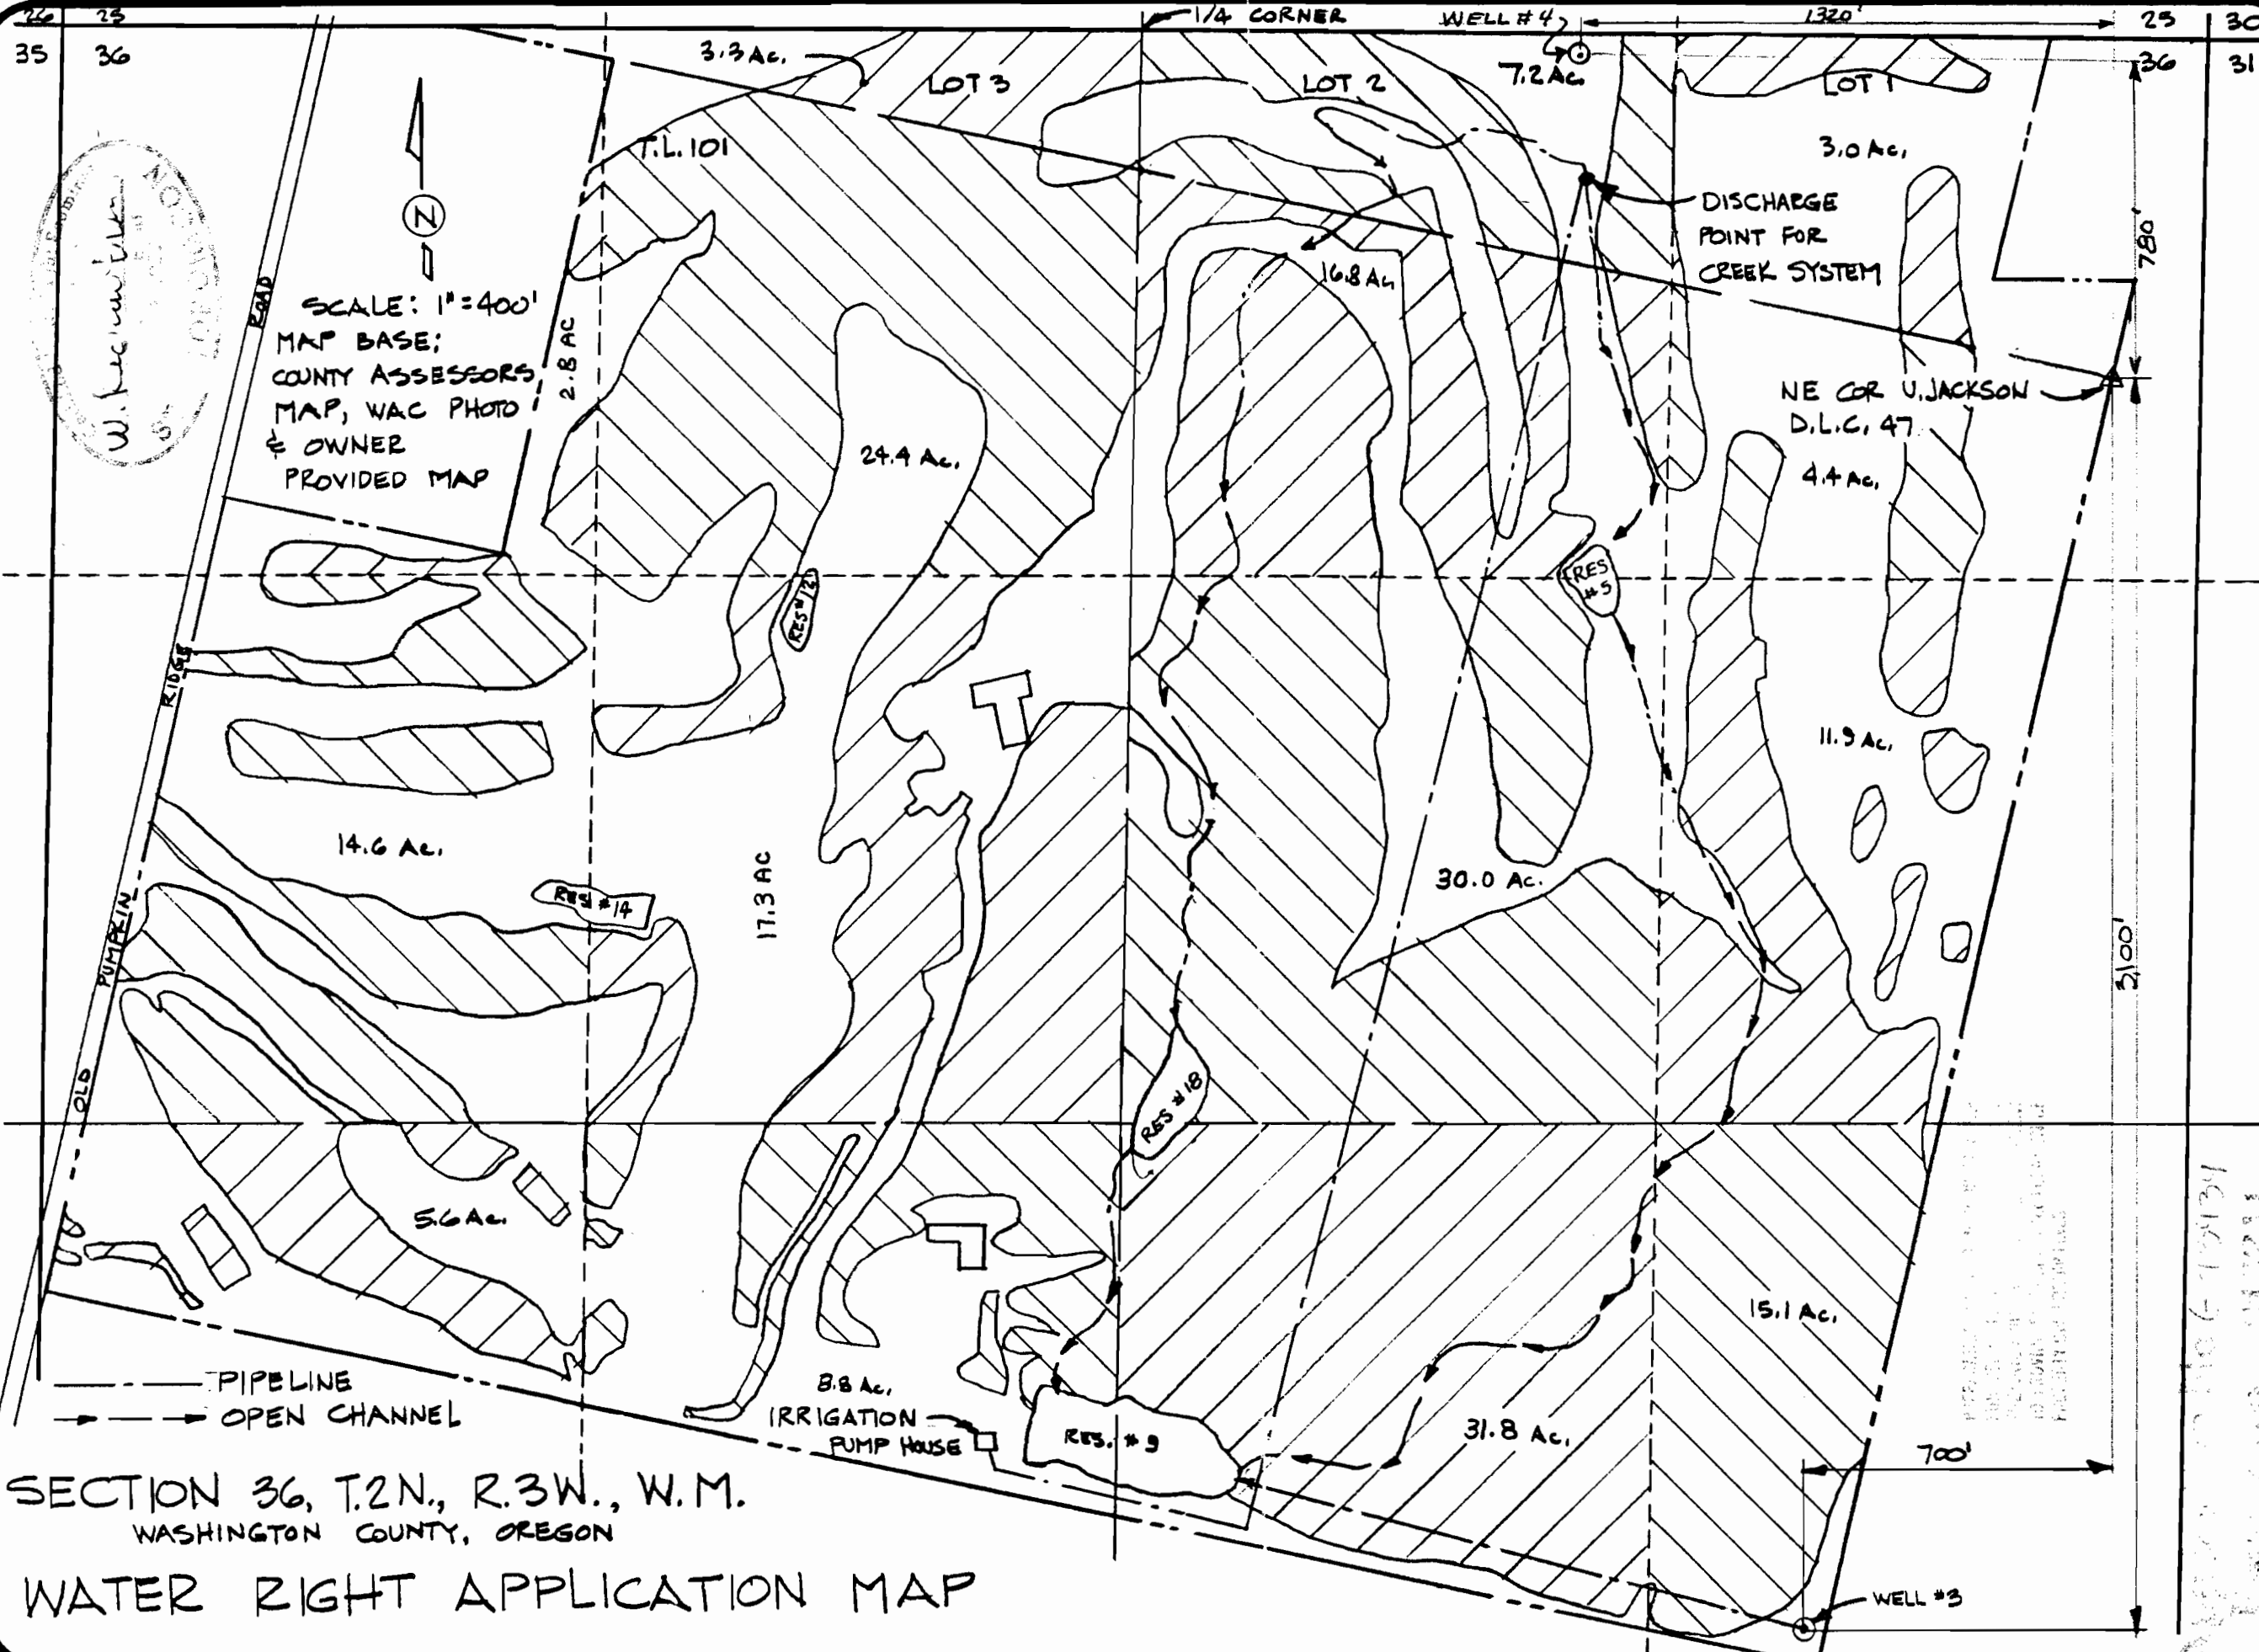 26 25
1/4 CORNER
WELL #4
1320'
25 30
35 36
3.3 Ac.
LOT 3
LOT 2
7.2 Ac.
LOT 1
36 31
T.L. 101
3.0 Ac.
DISCHARGE
POINT FOR
CREEK SYSTEM
780'
N
SCALE: 1"=400'
MAP BASE;
COUNTY ASSESSORS
MAP, WAC PHOTO
& OWNER
PROVIDED MAP
2.8 AC
16.8 Ac.
NE COR U. JACKSON
D.L.C. 47
24.4 Ac.
4.4 Ac.
RES #12
RES
#5
11.9 Ac.
14.6 Ac.
17.3 AC
30.0 Ac.
RES #14
3,100'
OLD PUMPKIN RIDGE ROAD
RES #18
5.6 Ac.
15.1 Ac.
PIPELINE
OPEN CHANNEL
8.8 Ac.
IRRIGATION
PUMP HOUSE
RES. #9
31.8 Ac.
700'
SECTION 36, T.2N., R.3W., W.M.
WASHINGTON COUNTY, OREGON
WATER RIGHT APPLICATION MAP
WELL #3